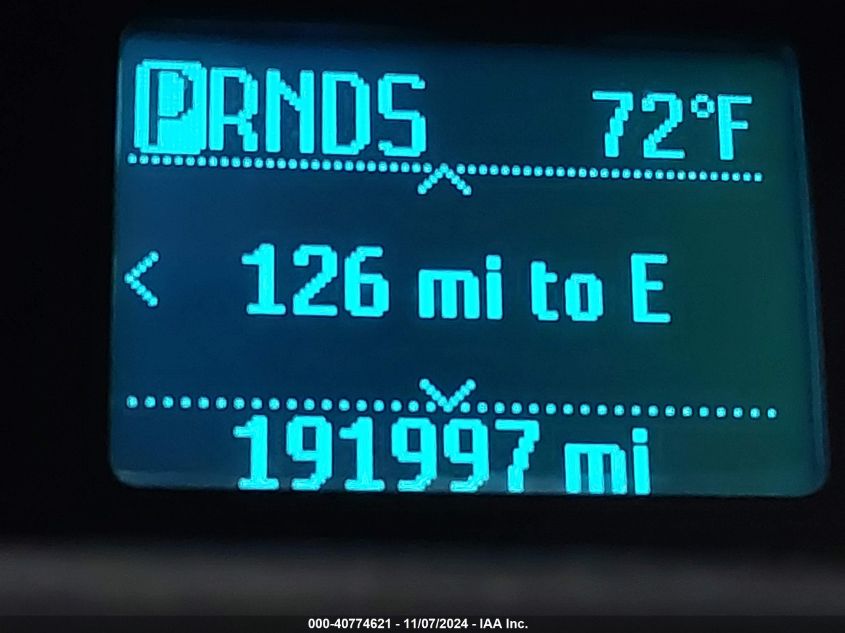 PRNDS 72°F
126 mi to E
191997 mi
000-40774621 - 11/07/2024 - IAA Inc.